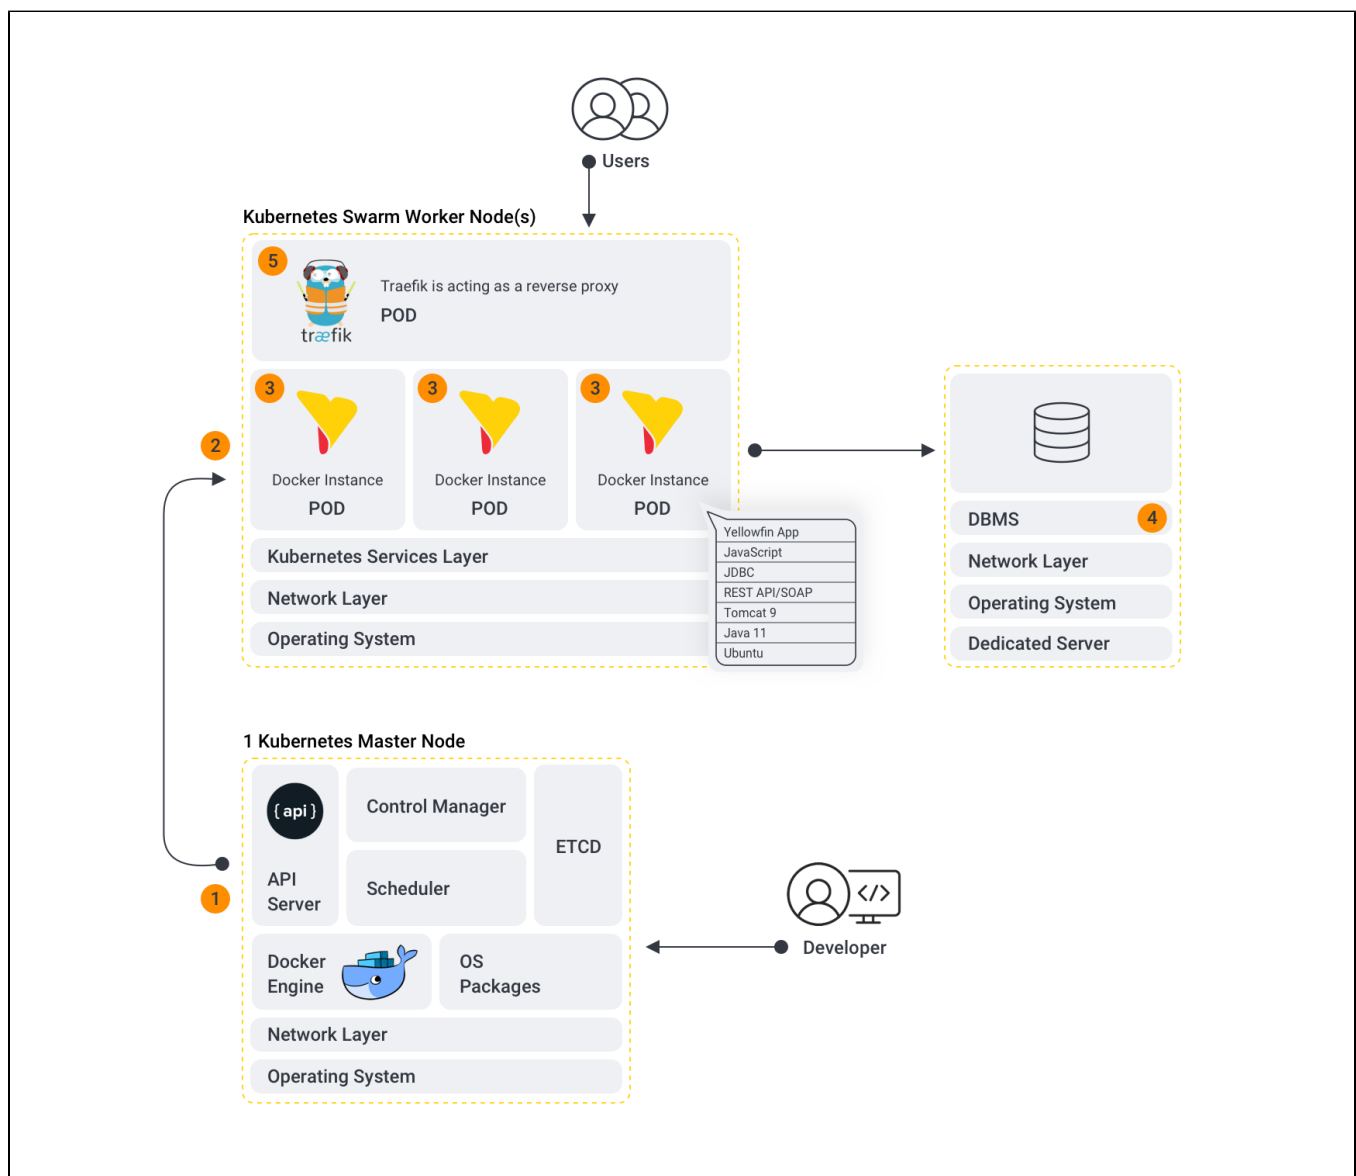 Users
Kubernetes Swarm Worker Node(s)
5
træfik
Traefik is acting as a reverse proxy
POD
3
Docker Instance
POD
3
Docker Instance
POD
3
Docker Instance
POD
2
Kubernetes Services Layer
Network Layer
Operating System
Yellowfin App
JavaScript
JDBC
REST API/SOAP
Tomcat 9
Java 11
Ubuntu
DBMS
4
Network Layer
Operating System
Dedicated Server
1 Kubernetes Master Node
{ api }
API
Server
Control Manager
Scheduler
ETCD
1
Docker
Engine
OS
Packages
Network Layer
Operating System
</>
Developer